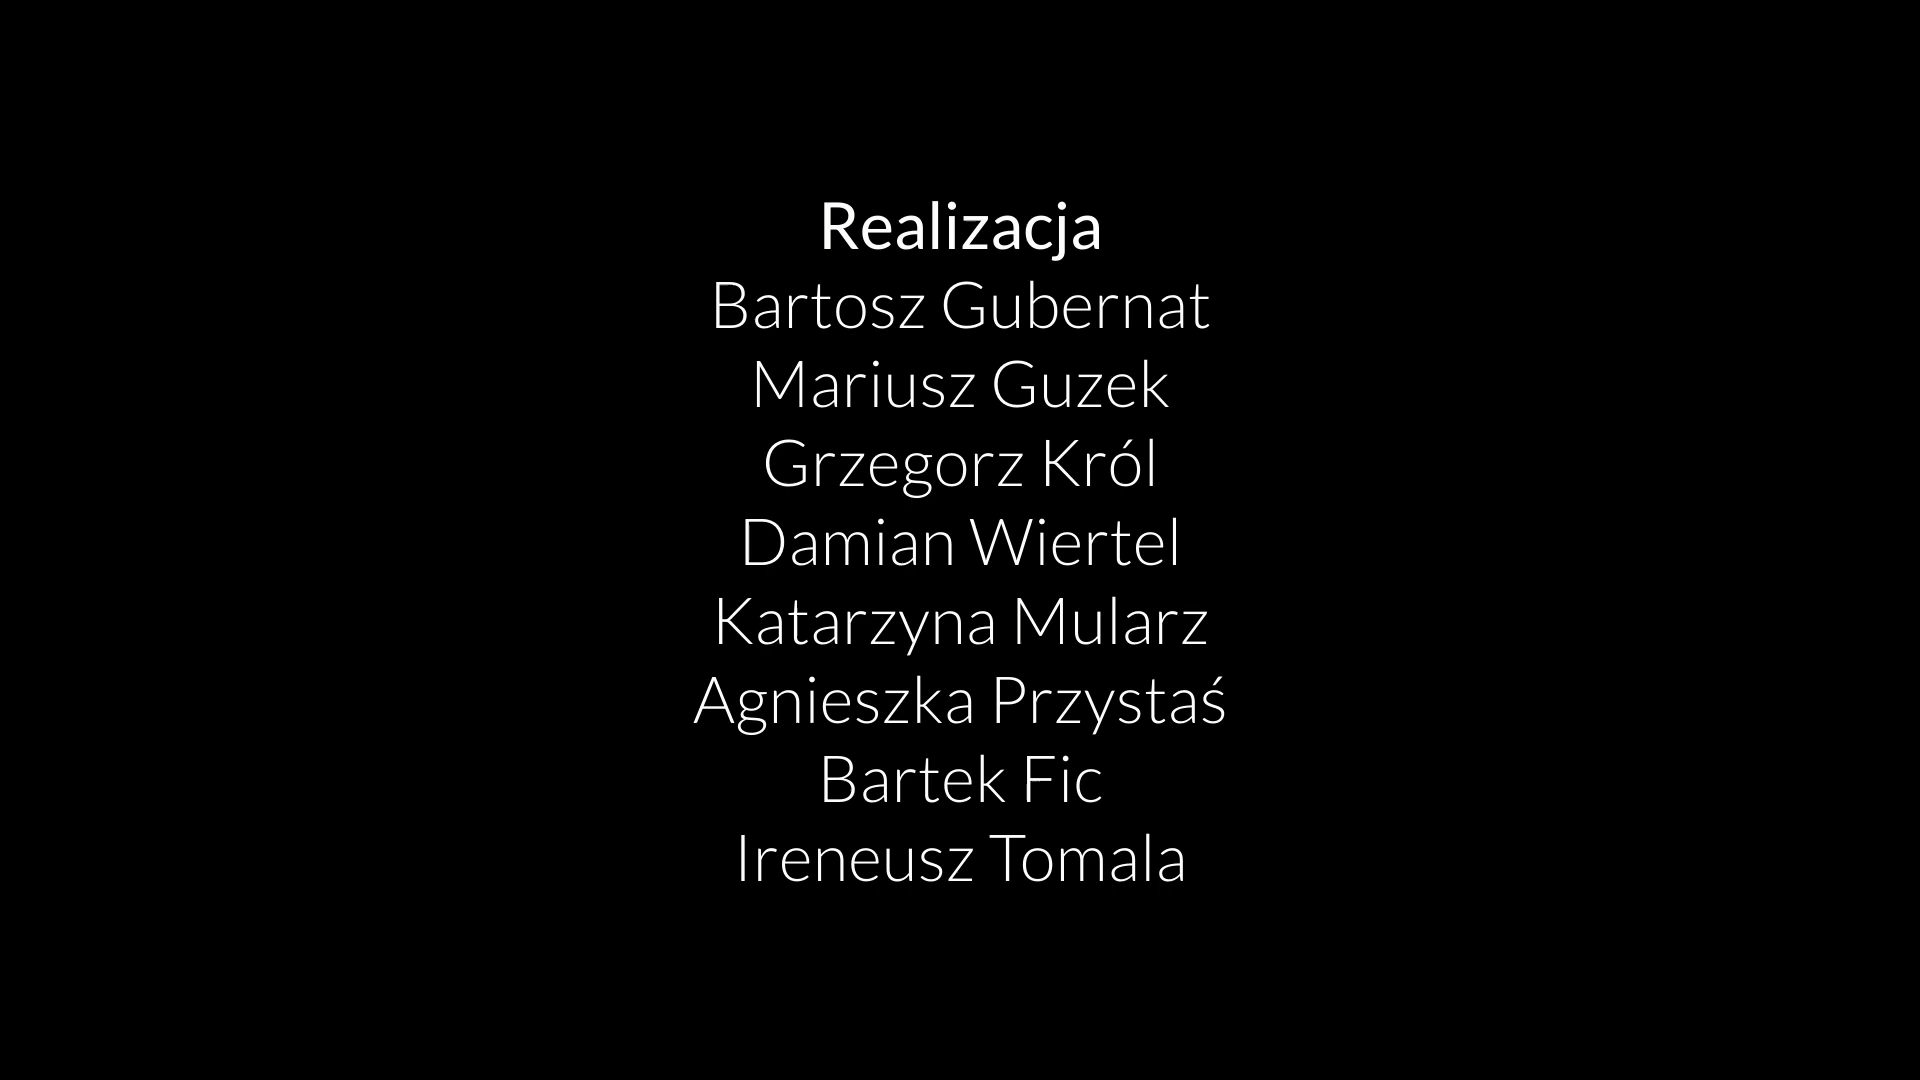 Realizacja
Bartosz Gubernat
Mariusz Guzek
Grzegorz Król
Damian Wiertel
Katarzyna Mularz
Agnieszka Przystaś
Bartek Fic
Ireneusz Tomala